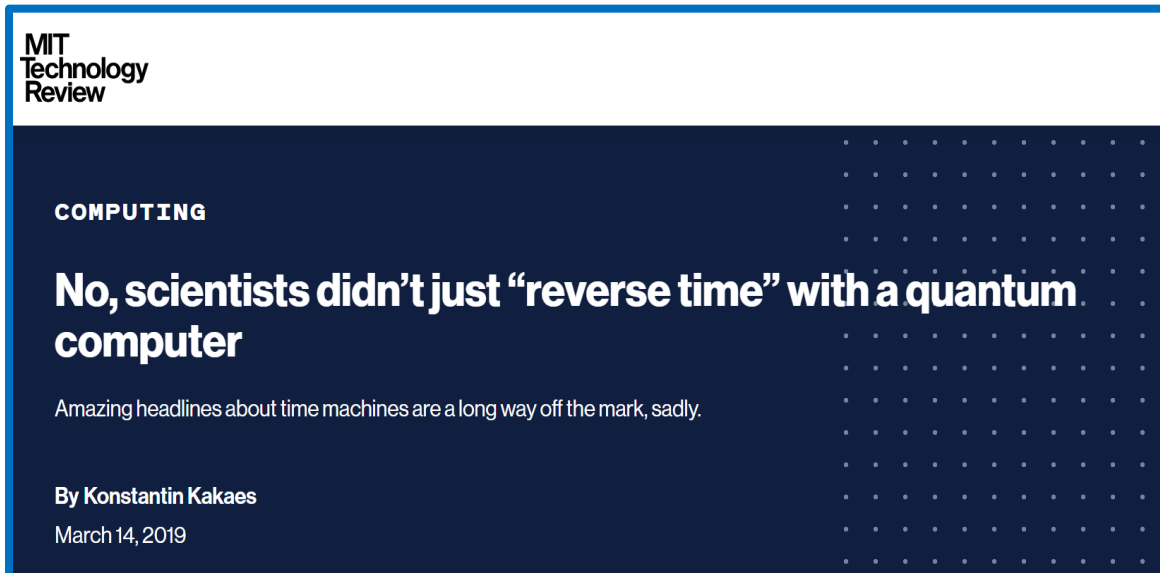 MIT
Technology
Review
COMPUTING
No, scientists didn’t just “reverse time” with a quantum
computer
Amazing headlines about time machines are a long way off the mark, sadly.
By Konstantin Kakaes
March 14, 2019